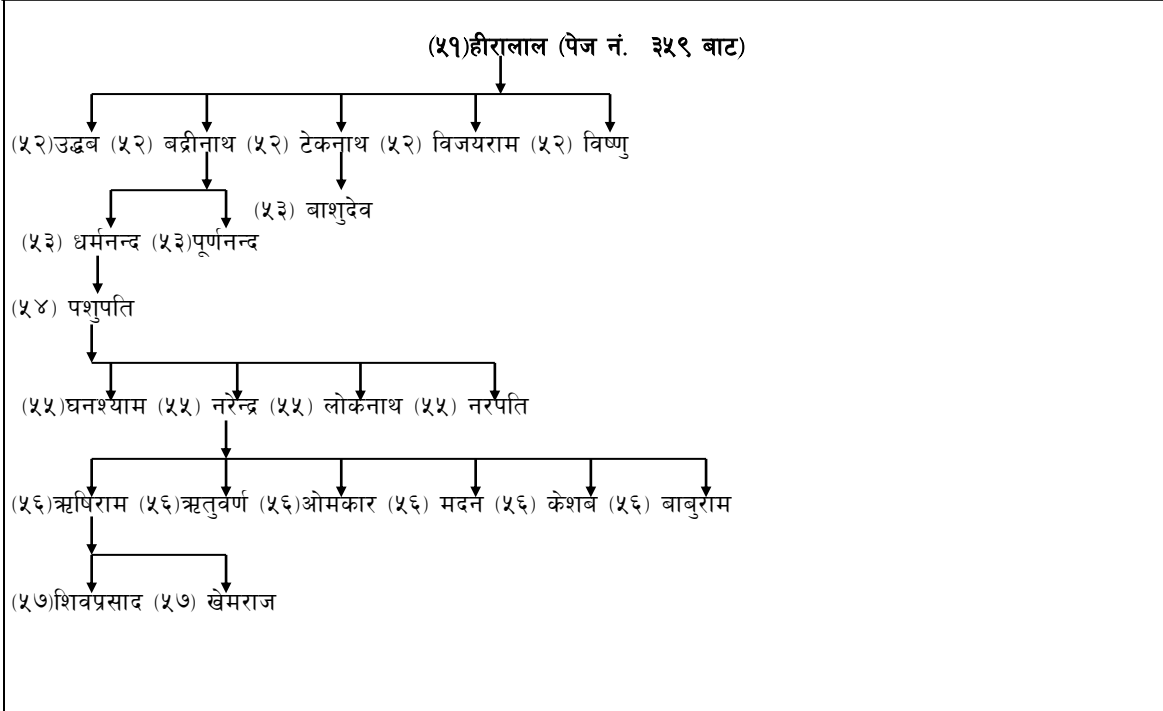 (५१)हीरालाल (पेज नं. ३५९ बाट)
(५२)उद्धब (५२) बद्रीनाथ (५२) टेकनाथ (५२) विजयराम (५२) विष्णु
(५३) बाशुदेव
(५३) धर्मनन्द (५३)पूर्णनन्द
(५४) पशुपति
(५५)घनश्याम (५५) नरेन्द्र (५५) लोकनाथ (५५) नरपति
(५६)ऋषिराम (५६)ऋतुवर्ण (५६)ओमकार (५६) मदन (५६) केशब (५६) बाबुराम
(५७)शिवप्रसाद (५७) खेमराज